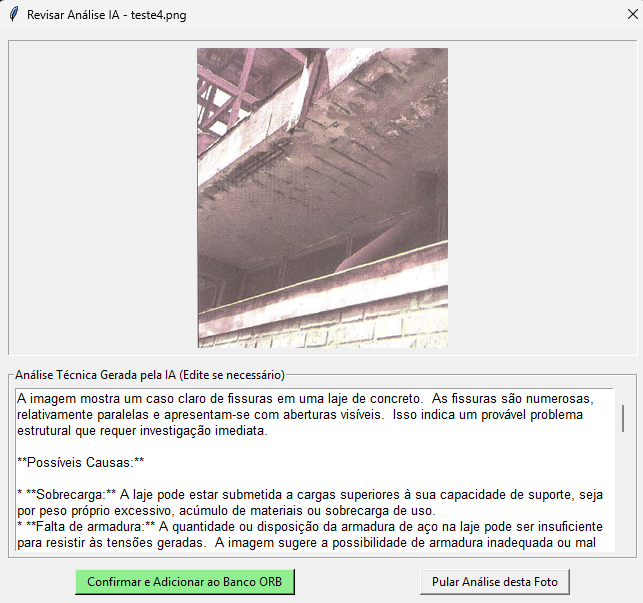 Revisar Análise IA - teste4.png
Análise Técnica Gerada pela IA (Edite se necessário)
A imagem mostra um caso claro de fissuras em uma laje de concreto.  As fissuras são numerosas,
relativamente paralelas e apresentam-se com aberturas visíveis.  Isso indica um provável problema
estrutural que requer investigação imediata.
**Possíveis Causas:**
* **Sobrecarga:** A laje pode estar submetida a cargas superiores à sua capacidade de suporte, seja
por peso próprio excessivo, acúmulo de materiais ou sobrecarga de uso.
* **Falta de armadura:** A quantidade ou disposição da armadura de aço na laje pode ser insuficiente
para resistir às tensões geradas.  A imagem sugere a possibilidade de armadura inadequada ou mal
Confirmar e Adicionar ao Banco ORB
Pular Análise desta Foto